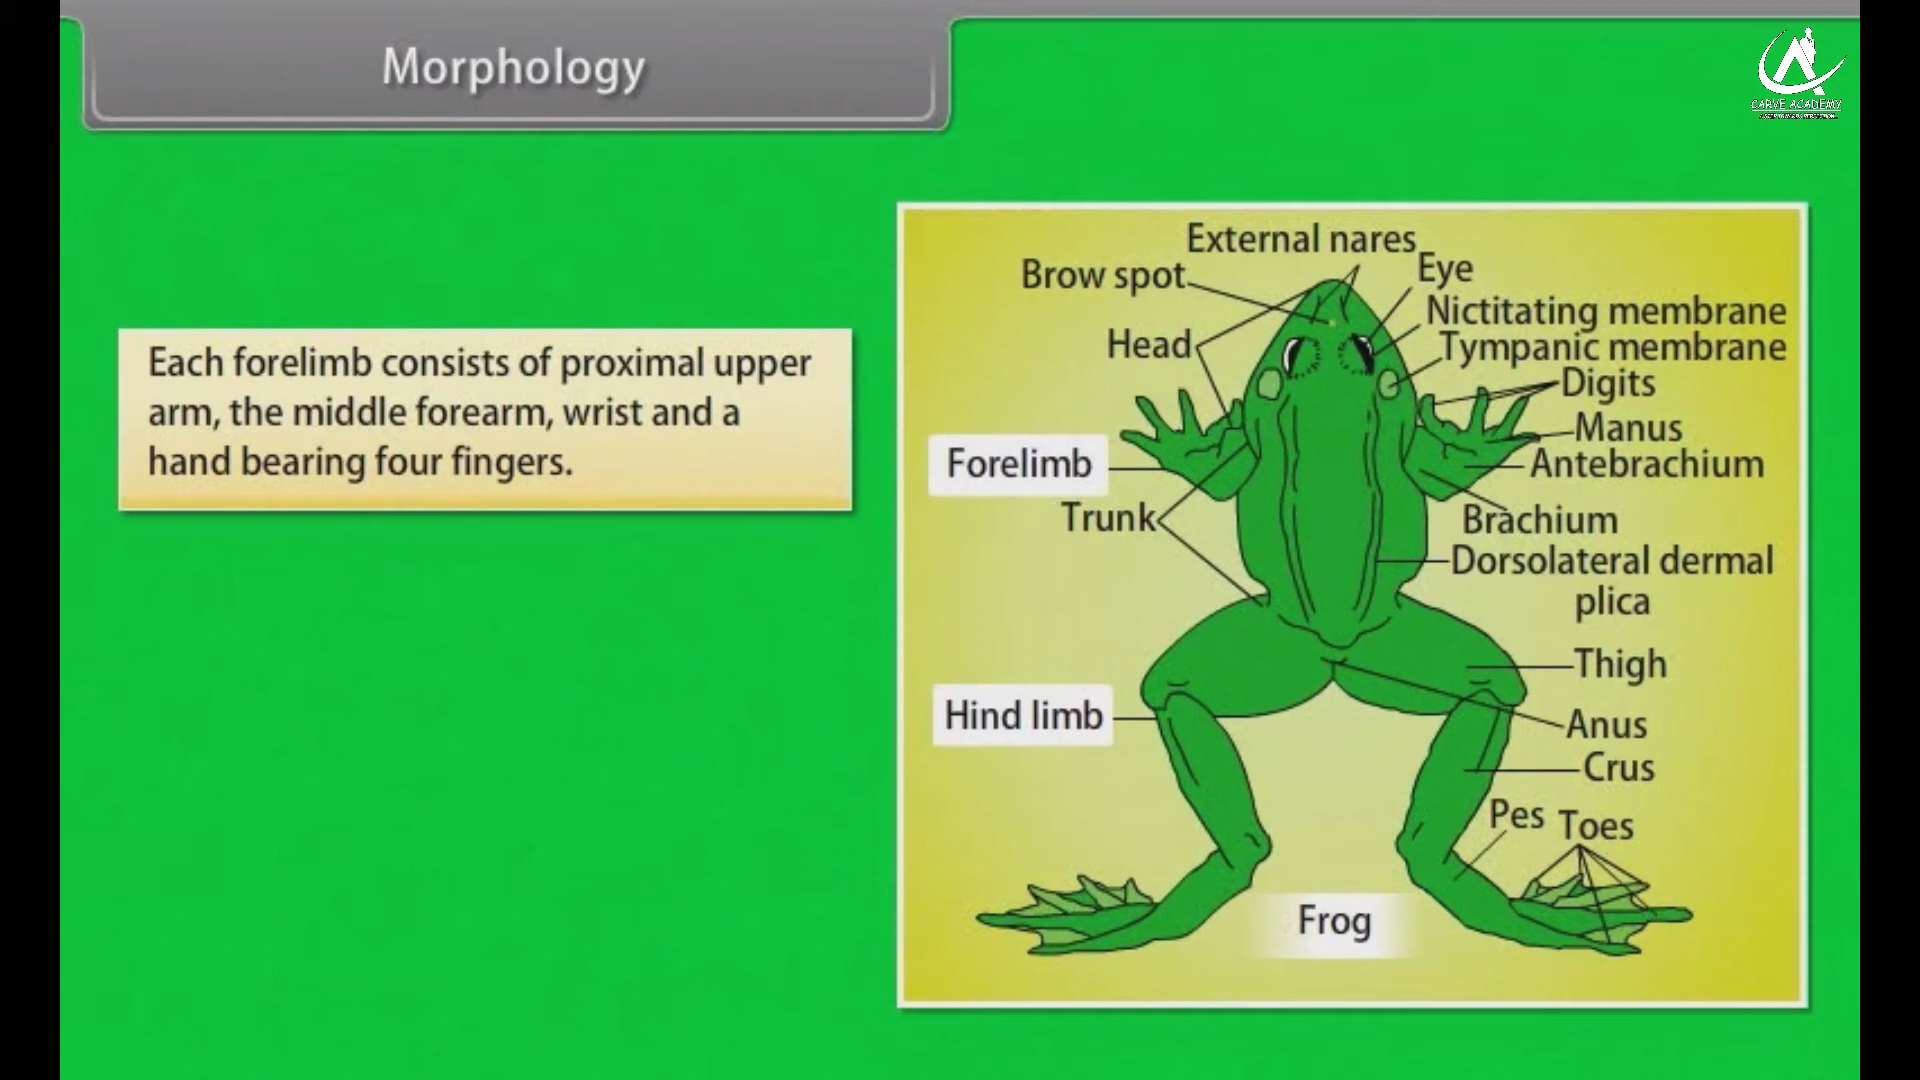 Morphology
CARVE ACADEMY
Each forelimb consists of proximal upper
arm, the middle forearm, wrist and a
hand bearing four fingers.
External nares
Brow spot
Eye
Nictitating membrane
Head
Tympanic membrane
Digits
Manus
Forelimb
Antebrachium
Trunk
Brachium
Dorsolateral dermal
plica
Thigh
Hind limb
Anus
Crus
Pes
Toes
Frog